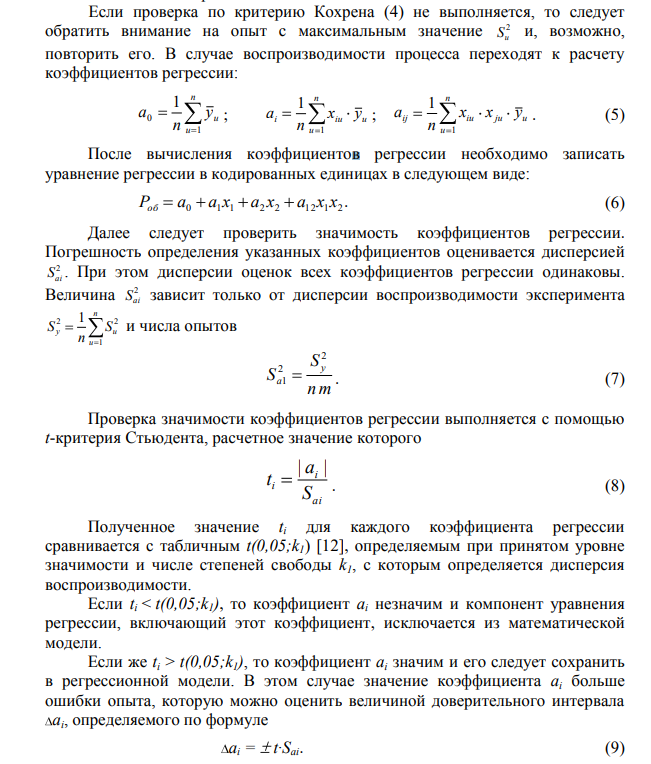 Если проверка по критерию Кохрена (4) не выполняется, то следует
обратить внимание на опыт с максимальным значение S_u^2 и, возможно,
повторить его. В случае воспроизводимости процесса переходят к расчету
коэффициентов регрессии:
a_0 = \frac{1}{n} \sum_{u=1}^{n} \bar{y}_u ; a_i = \frac{1}{n} \sum_{u=1}^{n} x_{iu} \cdot \bar{y}_u ; a_{ij} = \frac{1}{n} \sum_{u=1}^{n} x_{iu} \cdot x_{ju} \cdot \bar{y}_u . (5)
После вычисления коэффициентов регрессии необходимо записать
уравнение регрессии в кодированных единицах в следующем виде:
P_{об} = a_0 + a_1 x_1 + a_2 x_2 + a_{12} x_1 x_2. (6)
Далее следует проверить значимость коэффициентов регрессии.
Погрешность определения указанных коэффициентов оценивается дисперсией
S_{ai}^2 . При этом дисперсии оценок всех коэффициентов регрессии одинаковы.
Величина S_{ai}^2 зависит только от дисперсии воспроизводимости эксперимента
S_y^2 = \frac{1}{n} \sum_{u=1}^{n} S_u^2 и числа опытов
S_{a1}^2 = \frac{S_y^2}{n m} . (7)
Проверка значимости коэффициентов регрессии выполняется с помощью
t-критерия Стьюдента, расчетное значение которого
t_i = \frac{| a_i |}{S_{ai}} . (8)
Полученное значение t_i для каждого коэффициента регрессии
сравнивается с табличным t(0,05;k_1) [12], определяемым при принятом уровне
значимости и числе степеней свободы k_1, с которым определяется дисперсия
воспроизводимости.
Если t_i < t(0,05;k_1), то коэффициент a_i незначим и компонент уравнения
регрессии, включающий этот коэффициент, исключается из математической
модели.
Если же t_i > t(0,05;k_1), то коэффициент a_i значим и его следует сохранить
в регрессионной модели. В этом случае значение коэффициента a_i больше
ошибки опыта, которую можно оценить величиной доверительного интервала
∆a_i, определяемого по формуле
∆a_i = ± t·S_{ai}. (9)